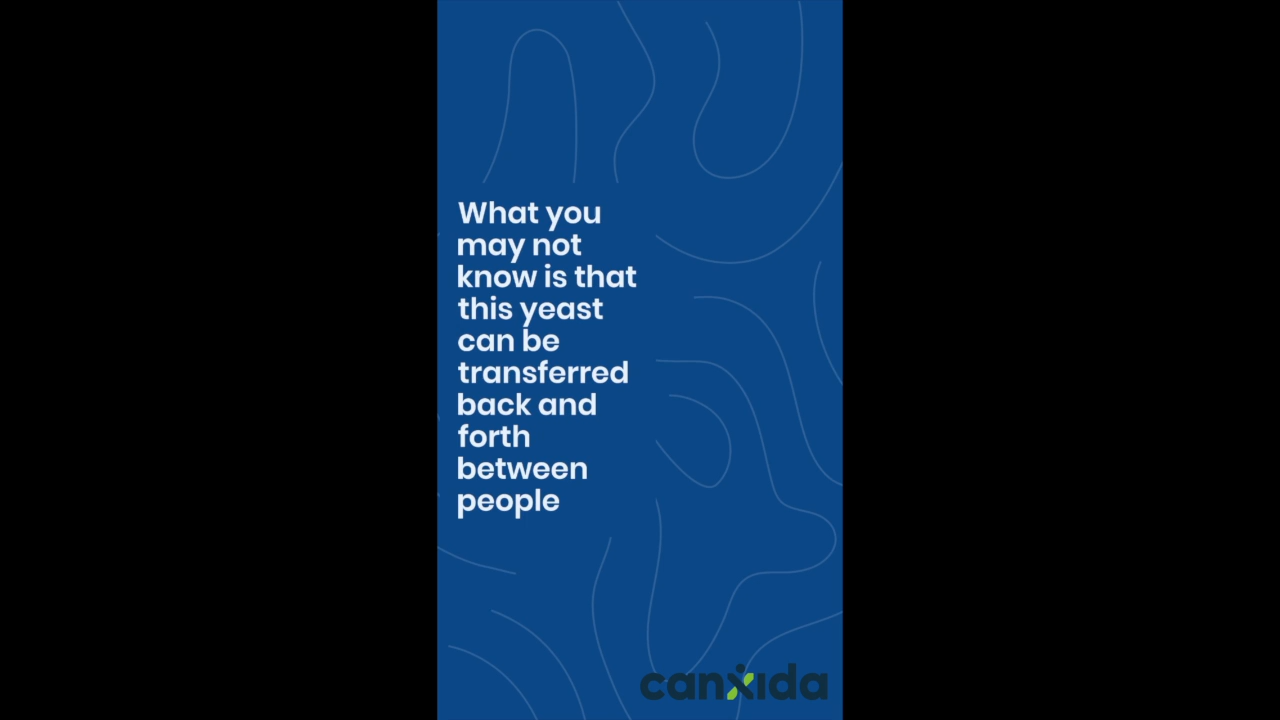 What you
may not
know is that
this yeast
can be
transferred
back and
forth
between
people
canxida